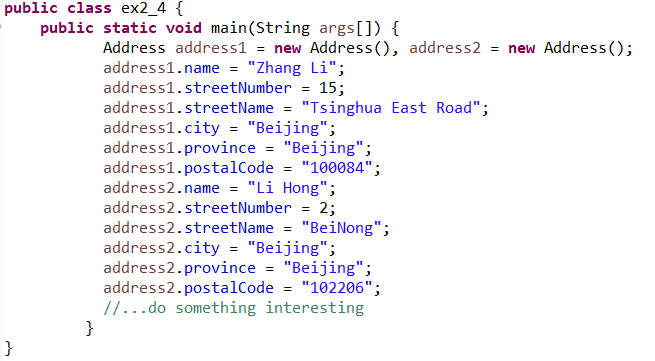 public class ex2_4 {
    public static void main(String args[]) {
          Address address1 = new Address(), address2 = new Address();
          address1.name = "Zhang Li";
          address1.streetNumber = 15;
          address1.streetName = "Tsinghua East Road";
          address1.city = "Beijing";
          address1.province = "Beijing";
          address1.postalCode = "100084";
          address2.name = "Li Hong";
          address2.streetNumber = 2;
          address2.streetName = "BeiNong";
          address2.city = "Beijing";
          address2.province = "Beijing";
          address2.postalCode = "102206";
          //...do something interesting
        }
}